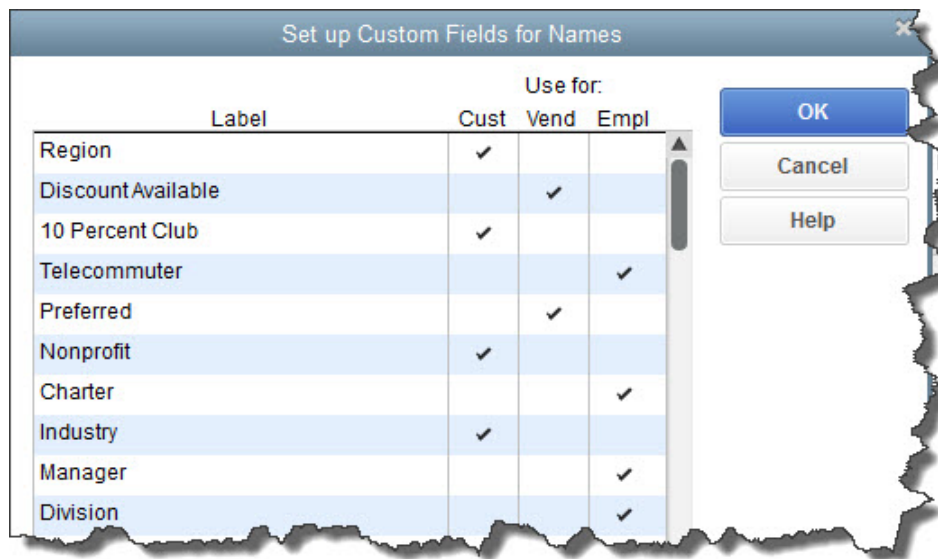 Set up Custom Fields for Names
Use for:
Label Cust Vend Empl
Region
Discount Available
10 Percent Club
Telecommuter
Preferred
Nonprofit
Charter
Industry
Manager
Division
OK
Cancel
Help